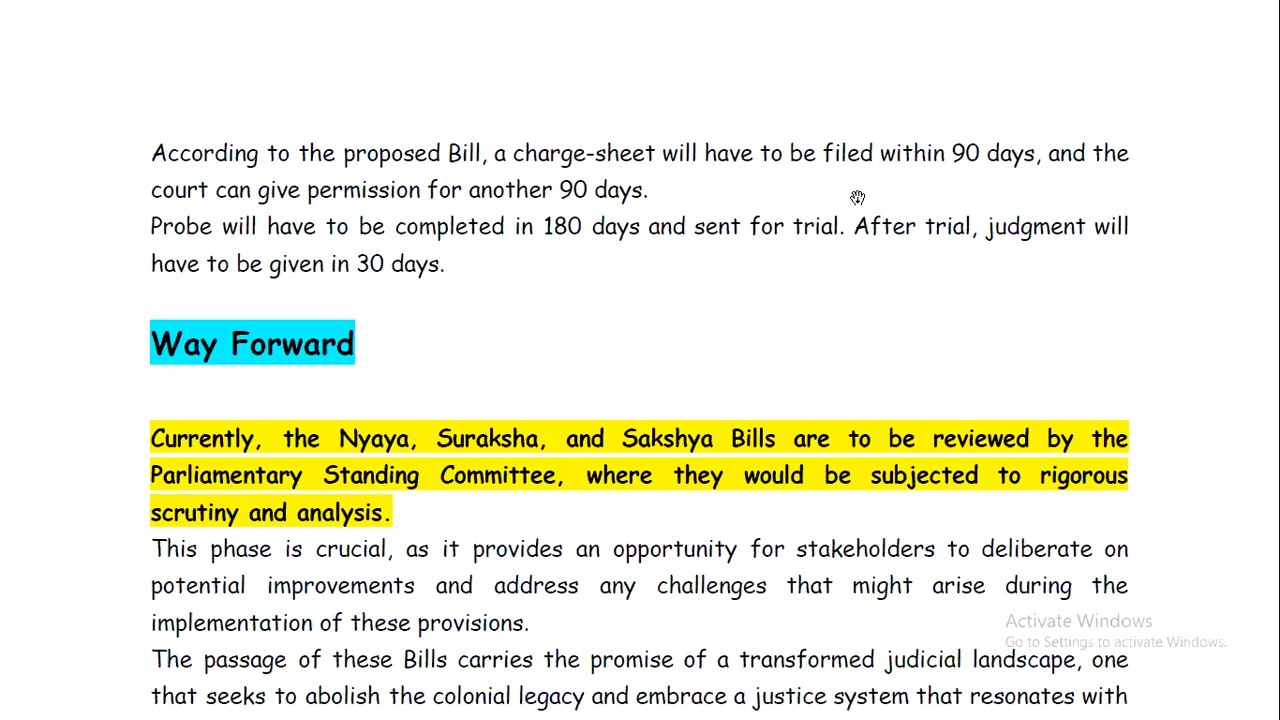 According to the proposed Bill, a charge-sheet will have to be filed within 90 days, and the
court can give permission for another 90 days.
Probe will have to be completed in 180 days and sent for trial. After trial, judgment will
have to be given in 30 days.
Way Forward
Currently, the Nyaya, Suraksha, and Sakshya Bills are to be reviewed by the
Parliamentary Standing Committee, where they would be subjected to rigorous
scrutiny and analysis.
This phase is crucial, as it provides an opportunity for stakeholders to deliberate on
potential improvements and address any challenges that might arise during the
implementation of these provisions.
Activate Windows
Go to Settings to activate Windows.
The passage of these Bills carries the promise of a transformed judicial landscape, one
that seeks to abolish the colonial legacy and embrace a justice system that resonates with